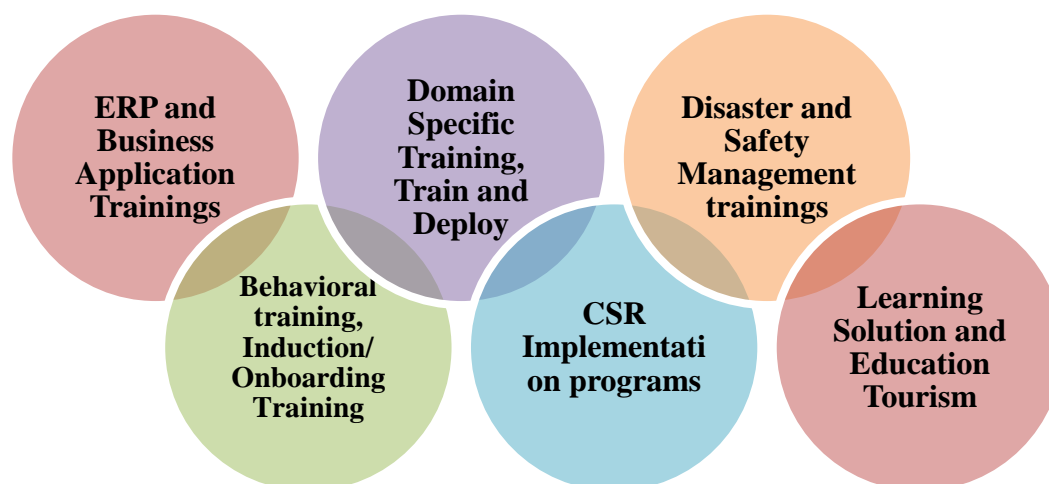 ERP and
Business
Application
Trainings
Behavioral
training,
Induction/
Onboarding
Training
Domain
Specific
Training,
Train and
Deploy
CSR
Implementati
on programs
Disaster and
Safety
Management
trainings
Learning
Solution and
Education
Tourism